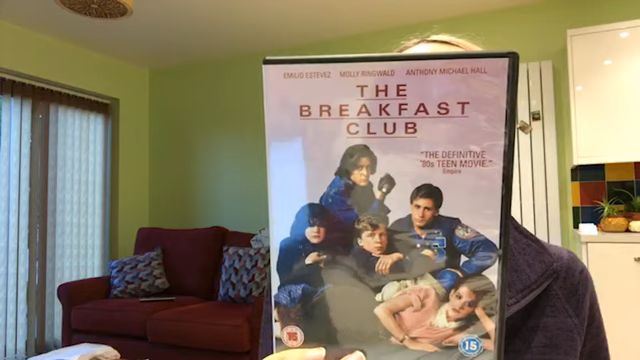 EMILIO ESTEVEZ MOLLY RINGWALD ANTHONY MICHAEL HALL
THE
BREAKFAST
CLUB
"THE DEFINITIVE
'80s TEEN MOVIE."
Empire
15
15